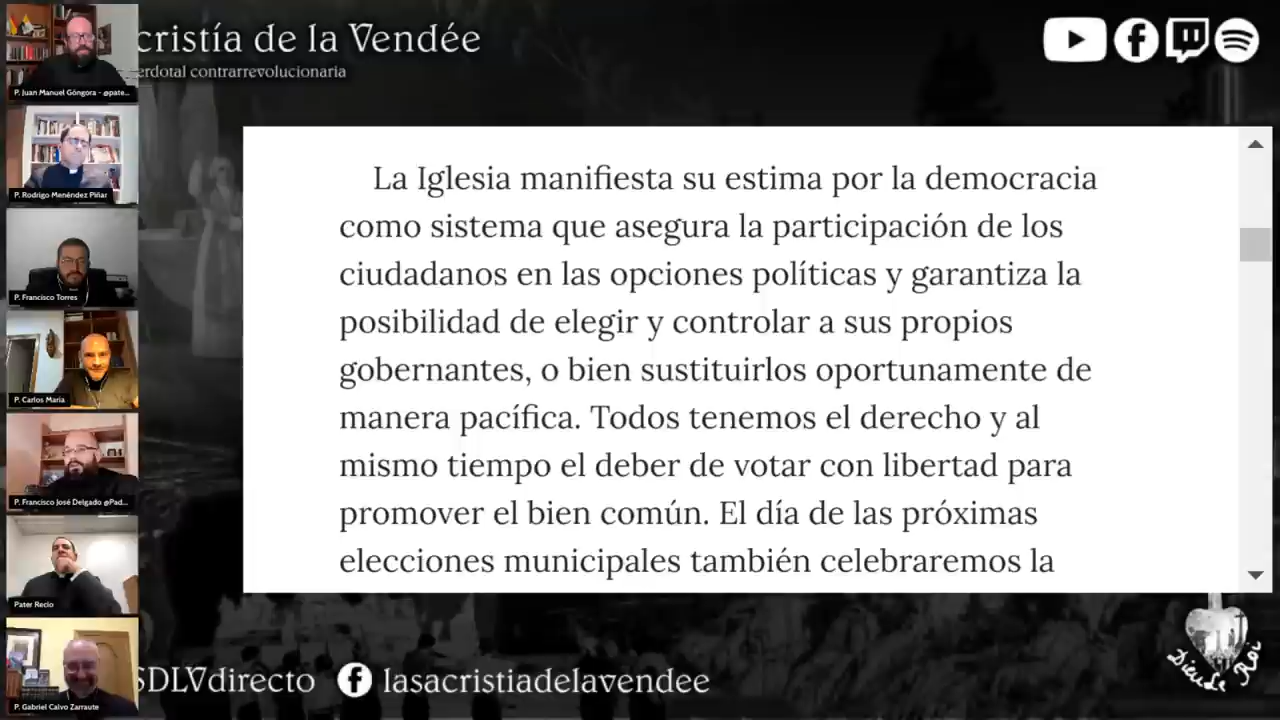 cristía de la Vendée
erdotal contrarrevolucionaria
P. Juan Manuel Góngora - @pate...
P. Rodrigo Menéndez Piñar
P. Francisco Torres
P. Carlos María
P. Francisco José Delgado @Pad...
Pater Recio
P. Gabriel Calvo Zarraute
La Iglesia manifiesta su estima por la democracia
como sistema que asegura la participación de los
ciudadanos en las opciones políticas y garantiza la
posibilidad de elegir y controlar a sus propios
gobernantes, o bien sustituirlos oportunamente de
manera pacífica. Todos tenemos el derecho y al
mismo tiempo el deber de votar con libertad para
promover el bien común. El día de las próximas
elecciones municipales también celebraremos la
SDLVdirecto
lasacristiadelavendee
Dieu Le Roi